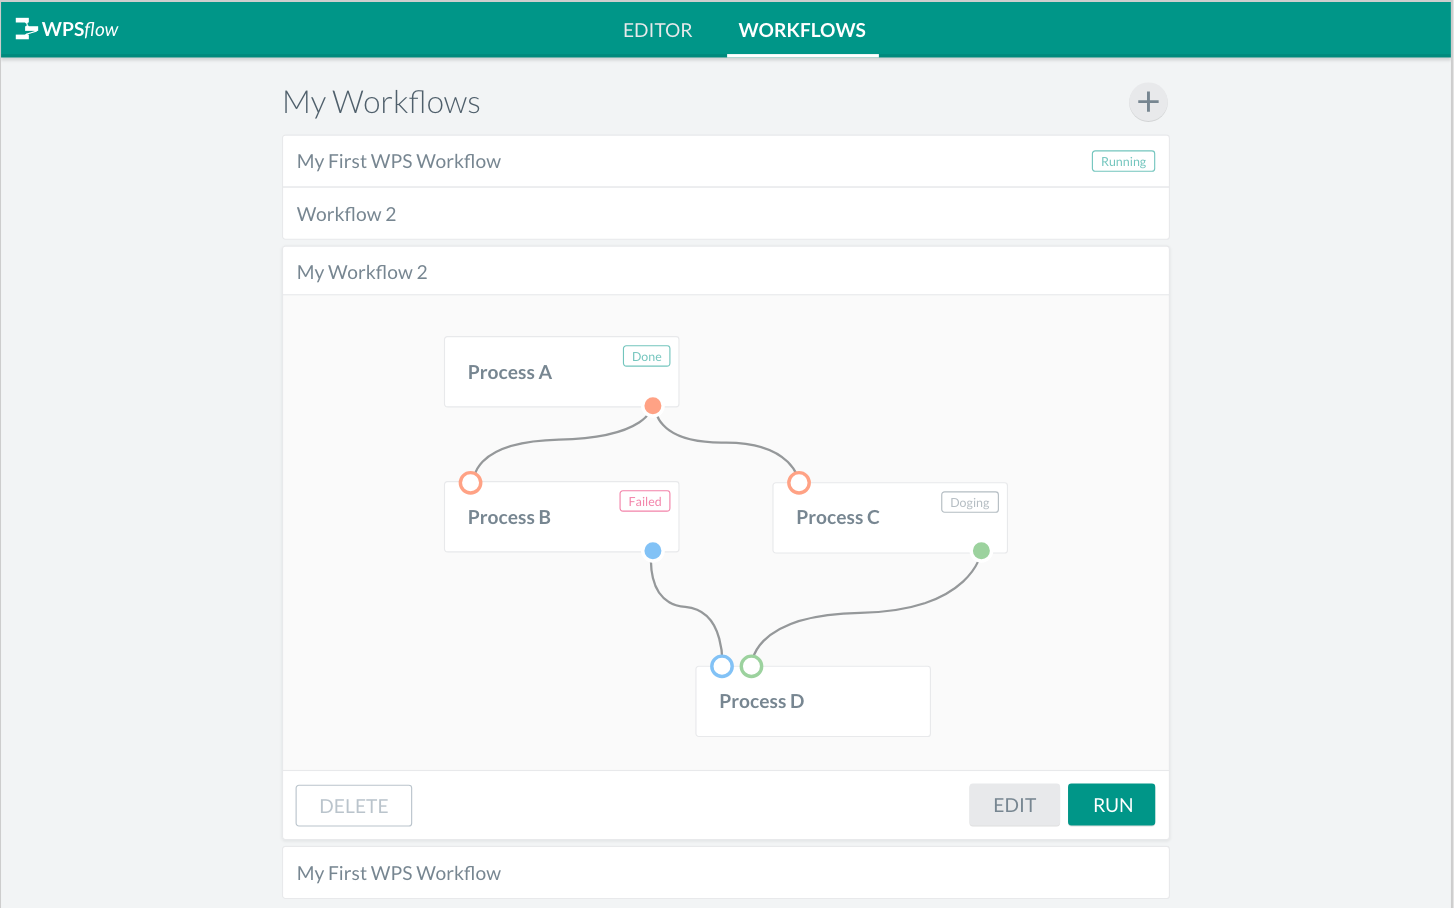 WPSflow
EDITOR
WORKFLOWS
My Workflows
My First WPS Workflow
Running
Workflow 2
My Workflow 2
Done
Process A
Failed
Process B
Doging
Process C
Process D
DELETE
EDIT
RUN
My First WPS Workflow